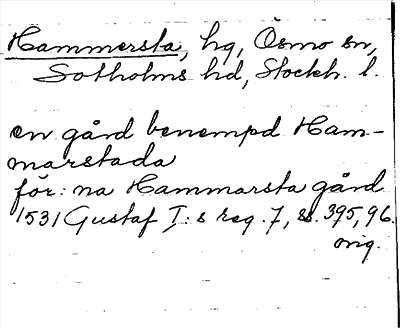 Hammersta, hg, Ösmo sn,
Sotholms hd, Stockh. l.
en gård benempd Ham-
marstada
för: na Hammarsta gård
1531 Gustaf I:s reg. 7, ss. 395, 96.
orig.